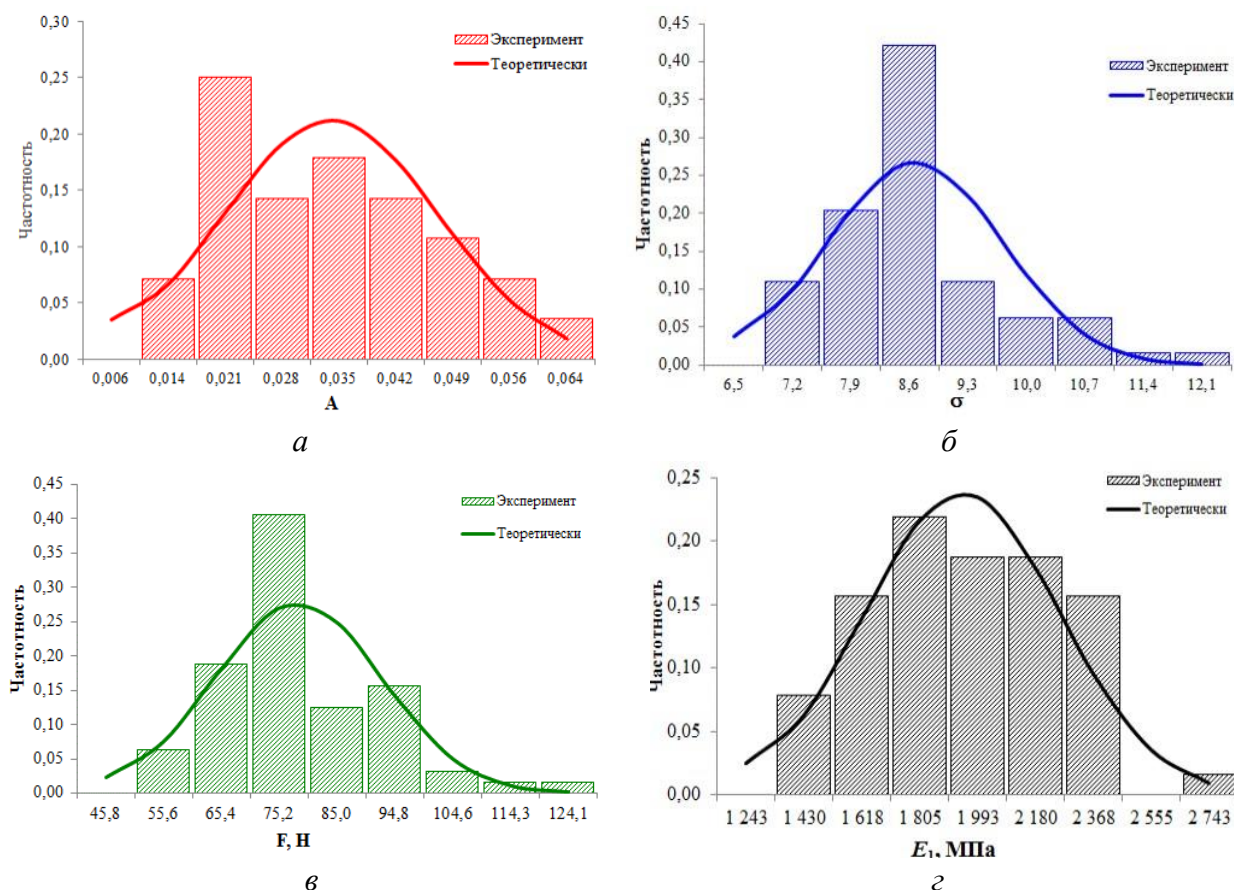 0,30
0,25
0,20
0,15
0,10
0,05
0,00
Частотность
Эксперимент
Теоретически
0,006 0,014 0,021 0,028 0,035 0,042 0,049 0,056 0,064
A
а
0,45
0,40
0,35
0,30
0,25
0,20
0,15
0,10
0,05
0,00
Частотность
Эксперимент
Теоретически
6,5 7,2 7,9 8,6 9,3 10,0 10,7 11,4 12,1
σ
б
0,45
0,40
0,35
0,30
0,25
0,20
0,15
0,10
0,05
0,00
Частотность
Эксперимент
Теоретически
45,8 55,6 65,4 75,2 85,0 94,8 104,6 114,3 124,1
F, Н
в
0,25
0,20
0,15
0,10
0,05
0,00
Частотность
Эксперимент
Теоретически
1 243 1 430 1 618 1 805 1 993 2 180 2 368 2 555 2 743
E₁, МПа
г